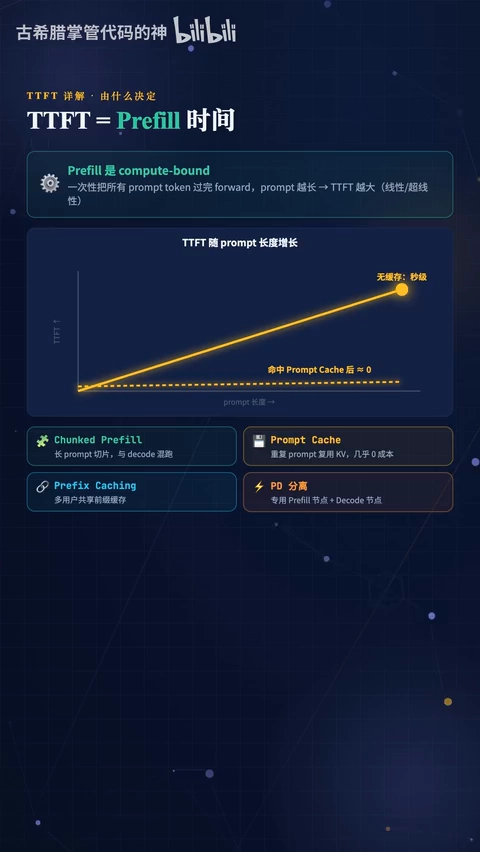 古希腊掌管代码的神 bilibili
TTFT 详解 · 由什么决定
TTFT = Prefill 时间
Prefill 是 compute-bound
一次性把所有 prompt token 过完 forward，prompt 越长 → TTFT 越大（线性/超线
性）
TTFT 随 prompt 长度增长
无缓存：秒级
TTFT ↑
命中 Prompt Cache 后 ≈ 0
prompt 长度 →
Chunked Prefill
长 prompt 切片，与 decode 混跑
Prompt Cache
重复 prompt 复用 KV，几乎 0 成本
Prefix Caching
多用户共享前缀缓存
PD 分离
专用 Prefill 节点 + Decode 节点